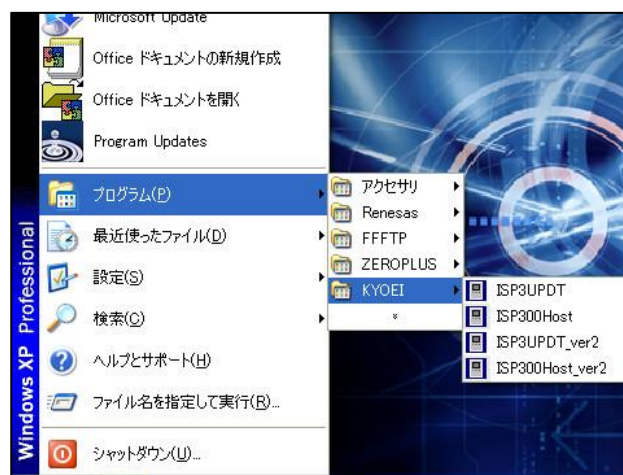 Microsoft Update
Office ドキュメントの新規作成
Office ドキュメントを開く
Program Updates
プログラム(P)
最近使ったファイル(D)
設定(S)
検索(C)
ヘルプとサポート(H)
ファイル名を指定して実行(R)...
シャットダウン(U)...
Windows XP Professional
アクセサリ
Renesas
FFFTP
ZEROPLUS
KYOEI
ISP3UPDT
ISP300Host
ISP3UPDT_ver2
ISP300Host_ver2